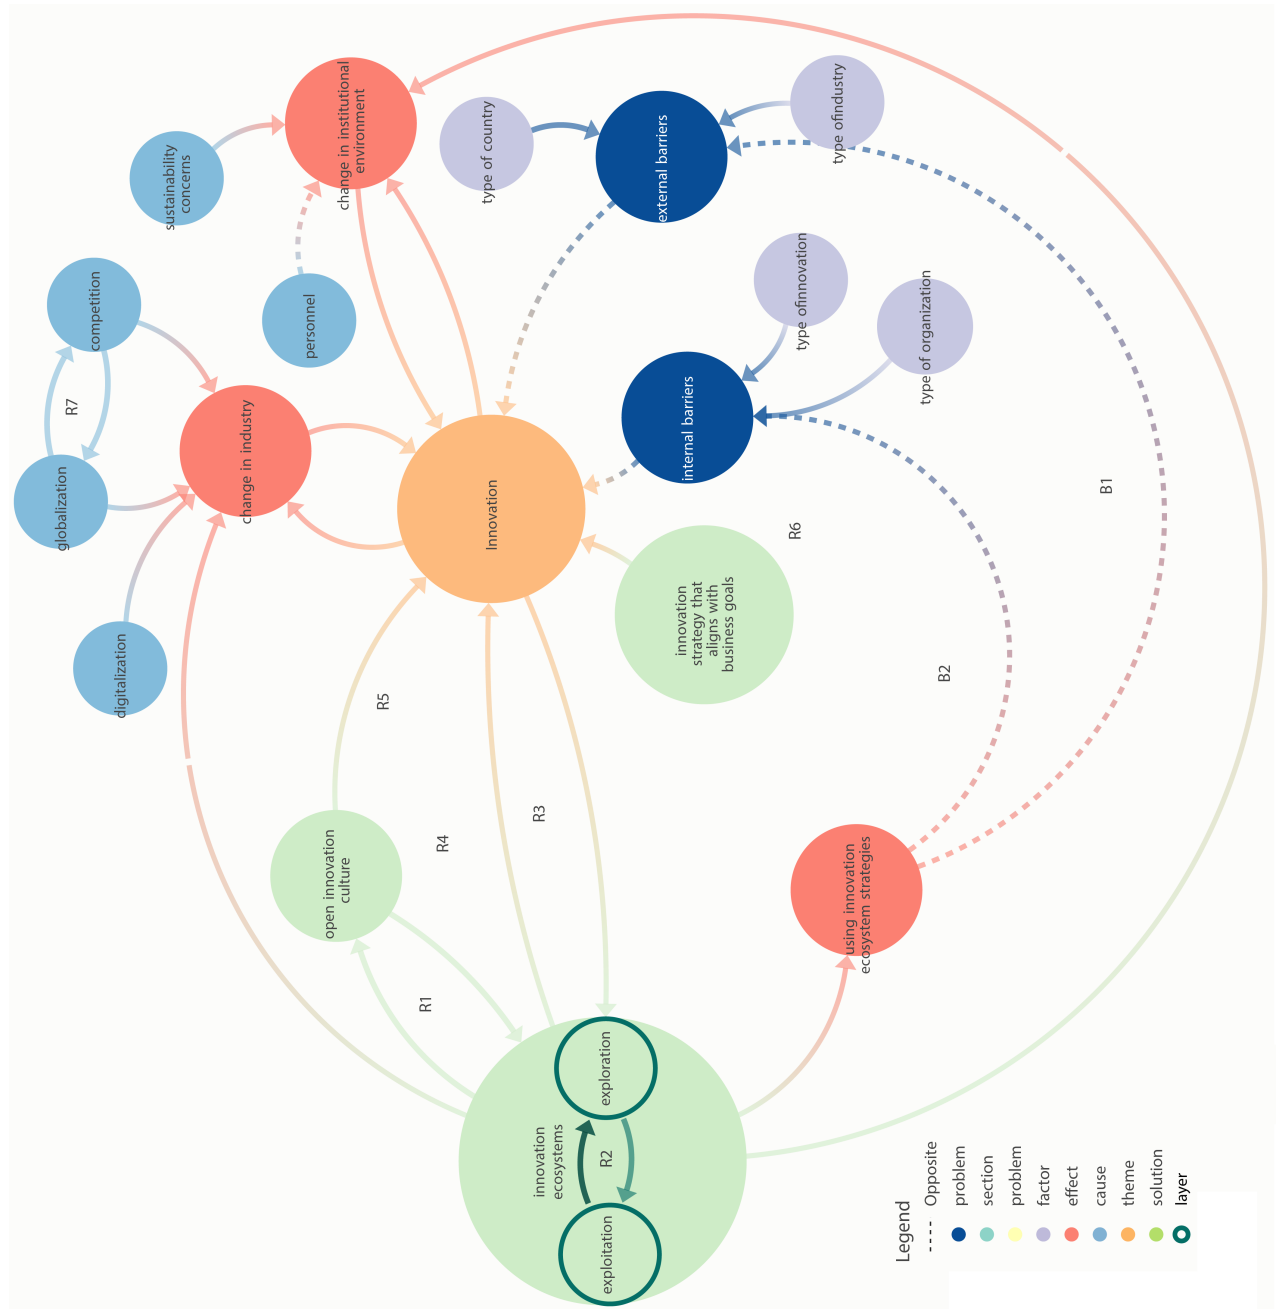 sustainability
concerns
change in institutional
environment
type of country
external barriers
type ofindustry
competition
personnel
type ofinnovation
type of organization
R7
globalization
change in industry
Innovation
internal barriers
B1
R6
innovation
strategy that
aligns with
business goals
digitalization
R5
B2
R4
R3
open innovation
culture
using innovation
ecosystem strategies
R1
exploration
innovation
ecosystems
R2
exploitation
Legend
Opposite
problem
section
problem
factor
effect
cause
theme
solution
layer